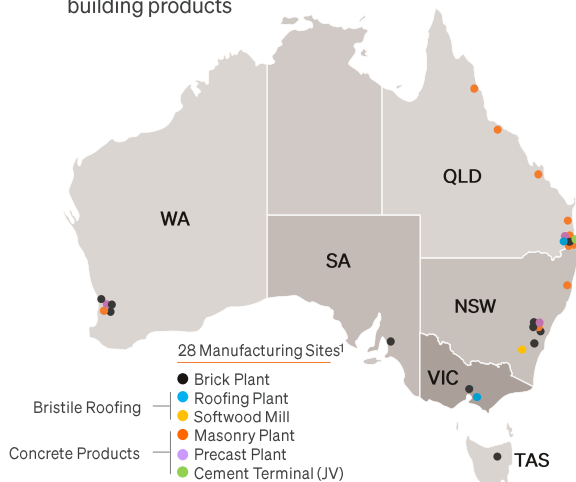 building products
QLD
WA
SA
NSW
28 Manufacturing Sites¹
VIC
Brick Plant
Roofing Plant
Bristile Roofing
Softwood Mill
Masonry Plant
Concrete Products
Precast Plant
TAS
Cement Terminal (JV)